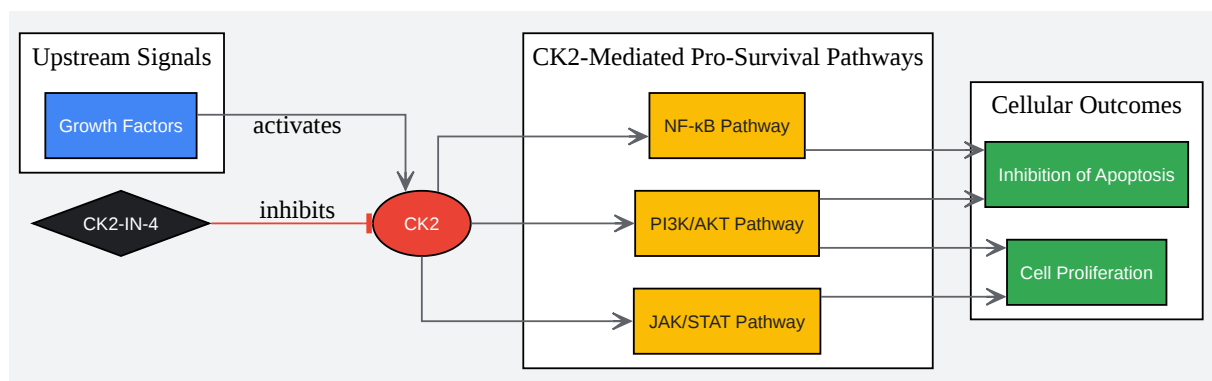 Upstream Signals
Growth Factors
activates
CK2-IN-4
inhibits
CK2
CK2-Mediated Pro-Survival Pathways
NF-κB Pathway
PI3K/AKT Pathway
JAK/STAT Pathway
Cellular Outcomes
Inhibition of Apoptosis
Cell Proliferation